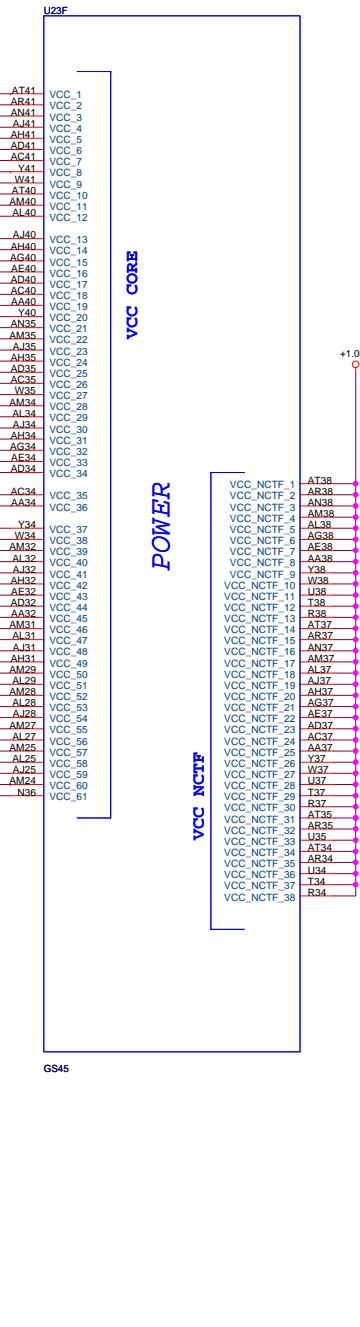 U23F
AT41 VCC_1
AR41 VCC_2
AN41 VCC_3
AJ41 VCC_4
AH41 VCC_5
AD41 VCC_6
AC41 VCC_7
Y41 VCC_8
W41 VCC_9
AT40 VCC_10
AM40 VCC_11
AL40 VCC_12
AJ40 VCC_13
AH40 VCC_14
AG40 VCC_15
AE40 VCC_16
AD40 VCC_17
AC40 VCC_18
AA40 VCC_19
Y40 VCC_20
AN35 VCC_21
AM35 VCC_22
AJ35 VCC_23
AH35 VCC_24
AD35 VCC_25
AC35 VCC_26
W35 VCC_27
AM34 VCC_28
AL34 VCC_29
AJ34 VCC_30
AH34 VCC_31
AG34 VCC_32
AE34 VCC_33
AD34 VCC_34
AC34 VCC_35
AA34 VCC_36
Y34 VCC_37
W34 VCC_38
AM32 VCC_39
AL32 VCC_40
AJ32 VCC_41
AH32 VCC_42
AE32 VCC_43
AD32 VCC_44
AA32 VCC_45
AM31 VCC_46
AL31 VCC_47
AJ31 VCC_48
AH31 VCC_49
AM29 VCC_50
AL29 VCC_51
AM28 VCC_52
AL28 VCC_53
AJ28 VCC_54
AM27 VCC_55
AL27 VCC_56
AM25 VCC_57
AL25 VCC_58
AJ25 VCC_59
AM24 VCC_60
N36 VCC_61
VCC CORE
POWER
VCC NCTF
+1.0
VCC_NCTF_1 AT38
VCC_NCTF_2 AR38
VCC_NCTF_3 AN38
VCC_NCTF_4 AM38
VCC_NCTF_5 AL38
VCC_NCTF_6 AG38
VCC_NCTF_7 AE38
VCC_NCTF_8 AA38
VCC_NCTF_9 Y38
VCC_NCTF_10 W38
VCC_NCTF_11 U38
VCC_NCTF_12 T38
VCC_NCTF_13 R38
VCC_NCTF_14 AT37
VCC_NCTF_15 AR37
VCC_NCTF_16 AN37
VCC_NCTF_17 AM37
VCC_NCTF_18 AL37
VCC_NCTF_19 AJ37
VCC_NCTF_20 AH37
VCC_NCTF_21 AG37
VCC_NCTF_22 AE37
VCC_NCTF_23 AD37
VCC_NCTF_24 AC37
VCC_NCTF_25 AA37
VCC_NCTF_26 Y37
VCC_NCTF_27 W37
VCC_NCTF_28 U37
VCC_NCTF_29 T37
VCC_NCTF_30 R37
VCC_NCTF_31 AT35
VCC_NCTF_32 AR35
VCC_NCTF_33 U35
VCC_NCTF_34 AT34
VCC_NCTF_35 AR34
VCC_NCTF_36 U34
VCC_NCTF_37 T34
VCC_NCTF_38 R34
GS45